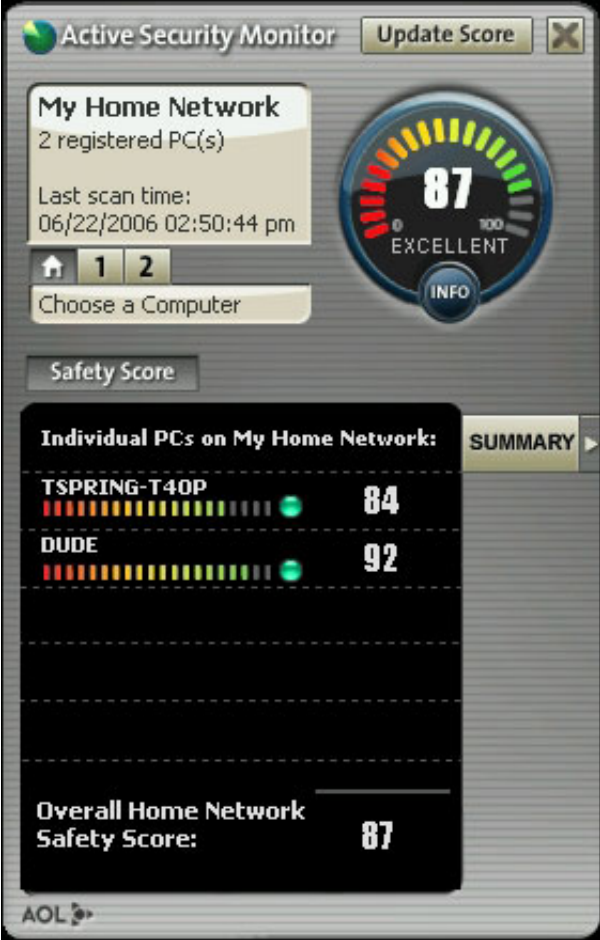 Active Security Monitor
Update Score
My Home Network
2 registered PC(s)
Last scan time:
06/22/2006 02:50:44 pm
1 2
Choose a Computer
87
0 100
EXCELLENT
INFO
Safety Score
Individual PCs on My Home Network:
SUMMARY
TSPRING-T40P 84
DUDE 92
Overall Home Network
Safety Score: 87
AOL